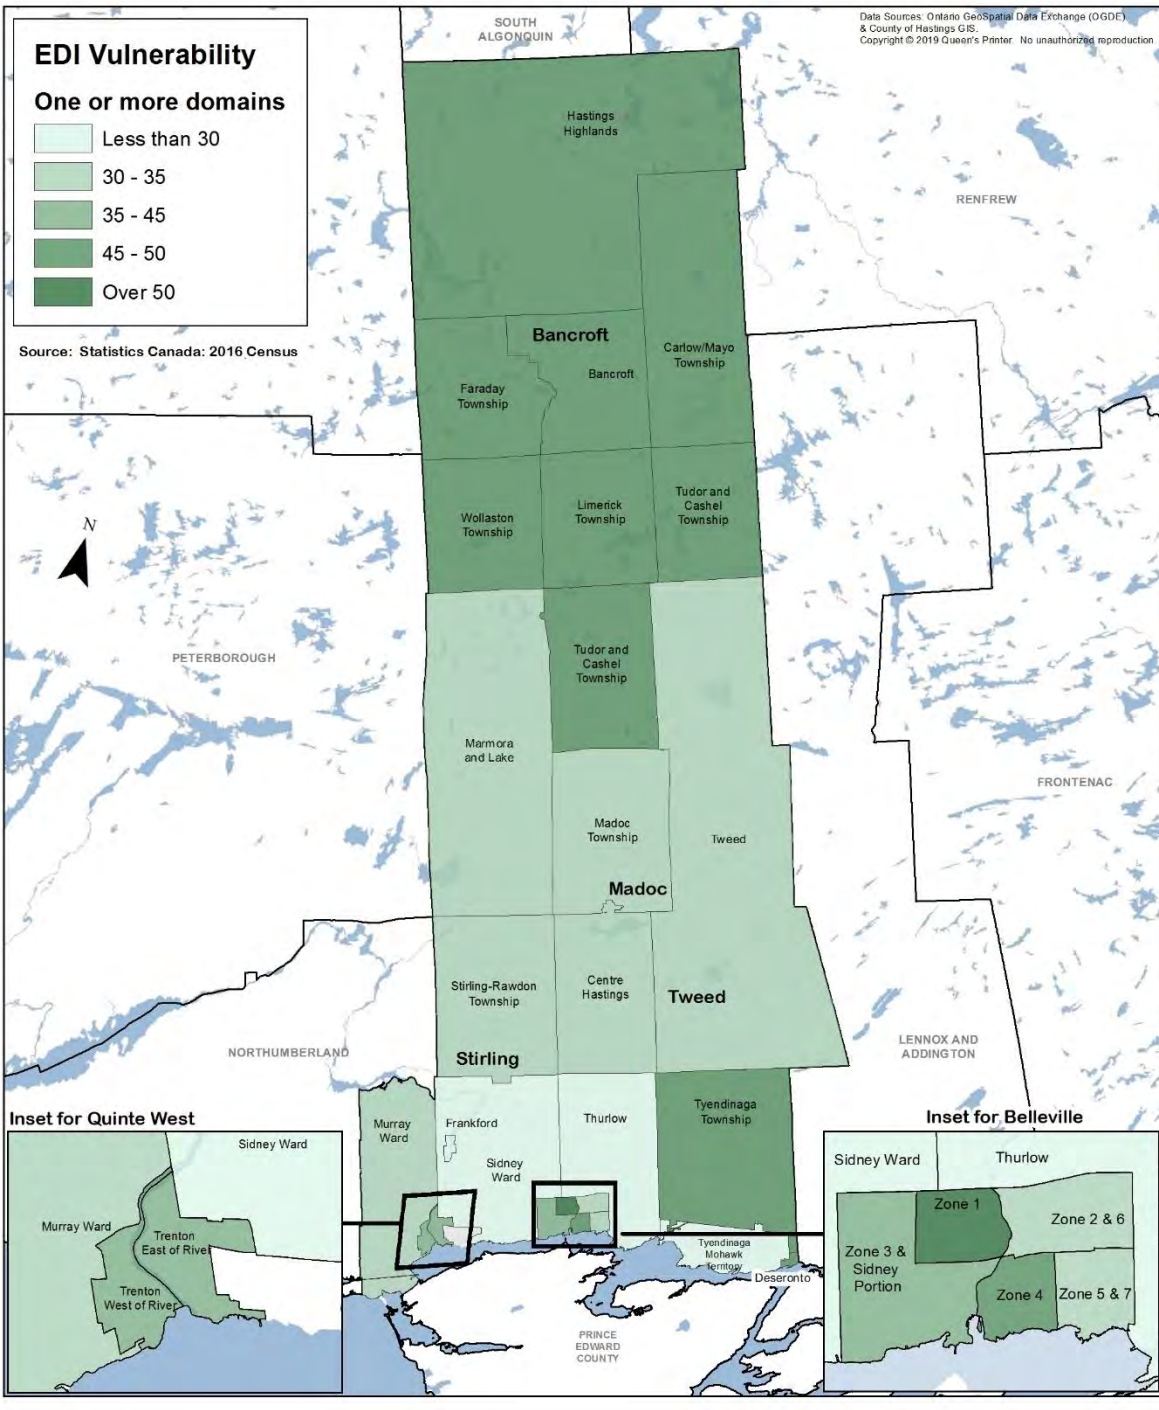 SOUTH
ALGONQUIN
Data Sources: Ontario GeoSpatial Data Exchange (OGDE)
& County of Hastings GIS.
Copyright © 2019 Queen's Printer. No unauthorized reproduction
EDI Vulnerability
One or more domains
Less than 30
30 - 35
35 - 45
45 - 50
Over 50
Source: Statistics Canada: 2016 Census
Hastings
Highlands
RENFREW
Bancroft
Bancroft
Carlow/Mayo
Township
Faraday
Township
Wollaston
Township
Limerick
Township
Tudor and
Cashel
Township
N
Tudor and
Cashel
Township
PETERBOROUGH
Marmora
and Lake
FRONTENAC
Madoc
Township
Tweed
Madoc
Stirling-Rawdon
Township
Centre
Hastings
Tweed
NORTHUMBERLAND
Stirling
LENNOX AND
ADDINGTON
Murray
Ward
Frankford
Thurlow
Tyendinaga
Township
Sidney
Ward
Tyendinaga
Mohawk
Territory
Deseronto
PRINCE
EDWARD
COUNTY
Inset for Quinte West
Sidney Ward
Murray Ward
Trenton
East of River
Trenton
West of River
Inset for Belleville
Sidney Ward
Thurlow
Zone 1
Zone 2 & 6
Zone 3 &
Sidney
Portion
Zone 4
Zone 5 & 7